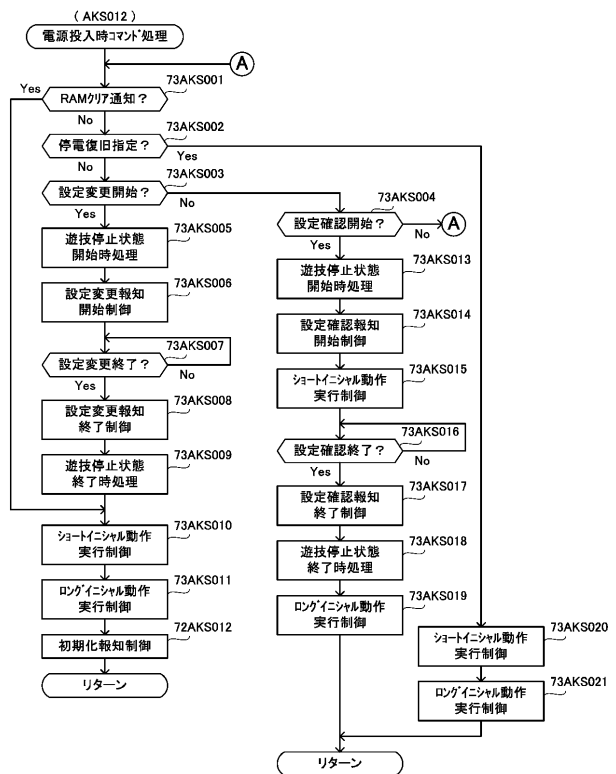 (AKS012)
電源投入時コマンド処理
A
73AKS001
Yes
RAMクリア通知?
No
73AKS002
停電復旧指定?
Yes
No
73AKS003
設定変更開始?
No
Yes
73AKS004
設定確認開始?
No
A
Yes
73AKS005
遊技停止状態
開始時処理
73AKS006
設定変更報知
開始制御
73AKS007
設定変更終了?
No
Yes
73AKS008
設定変更報知
終了制御
73AKS009
遊技停止状態
終了時処理
73AKS010
ショートイニシャル動作
実行制御
73AKS011
ロングイニシャル動作
実行制御
72AKS012
初期化報知制御
リターン
73AKS013
遊技停止状態
開始時処理
73AKS014
設定確認報知
開始制御
73AKS015
ショートイニシャル動作
実行制御
73AKS016
設定確認終了?
No
Yes
73AKS017
設定確認報知
終了制御
73AKS018
遊技停止状態
終了時処理
73AKS019
ロングイニシャル動作
実行制御
73AKS020
ショートイニシャル動作
実行制御
73AKS021
ロングイニシャル動作
実行制御
リターン